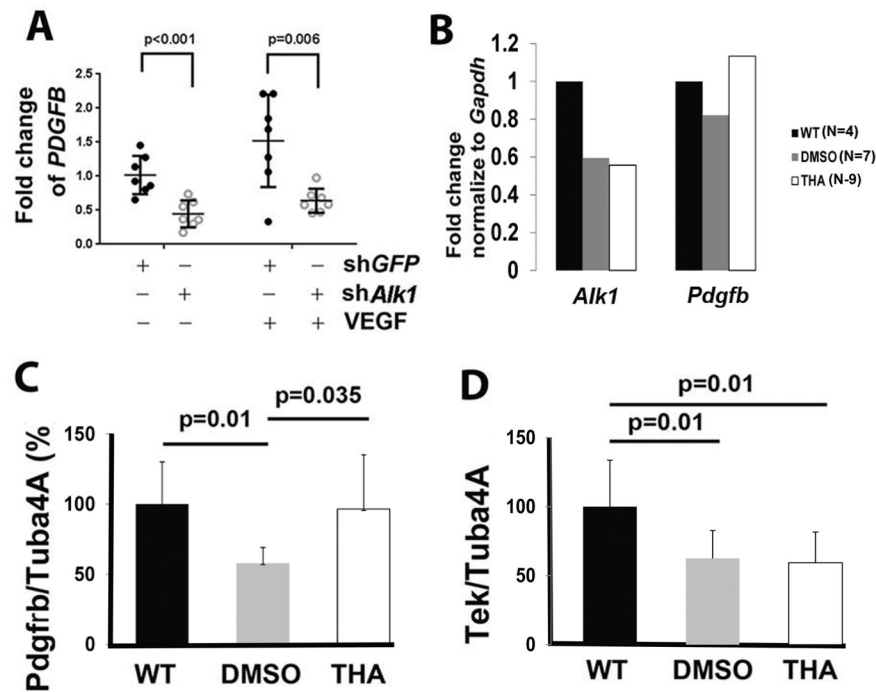 A
p<0.001 p=0.006
Fold change
of PDGFB
2.5
2.0
1.5
1.0
0.5
0.0
+ − + − shGFP
− + − + shAlk1
− − + + VEGF
B
Fold change
normalize to Gapdh
1.2
1
0.8
0.6
0.4
0.2
0
Alk1 Pdgfb
WT (N=4)
DMSO (N=7)
THA (N-9)
C
Pdgfrb/Tuba4A (%
p=0.01
p=0.035
150
100
50
0
WT DMSO THA
D
Tek/Tuba4A
p=0.01
p=0.01
150
100
50
0
WT DMSO THA